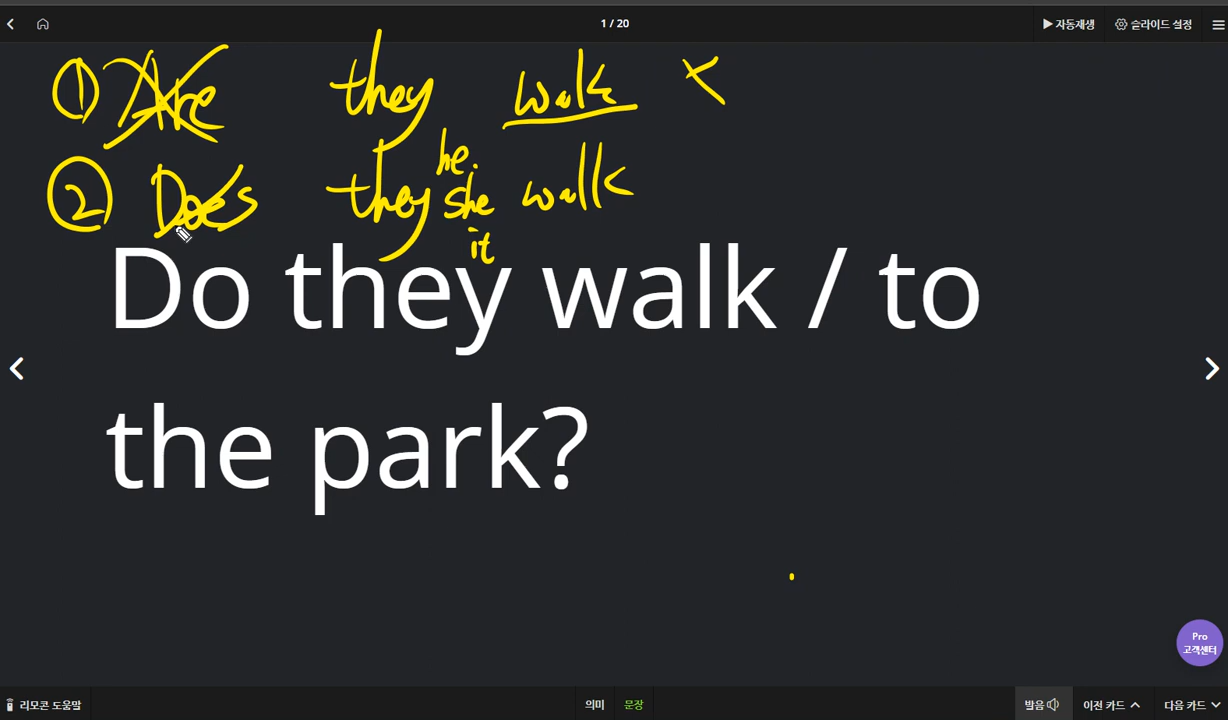 1 / 20
자동재생
슬라이드 설정
① Are they walk ×
he.
② Does they she walk
it
Do they walk / to
the park?
Pro
고객센터
리모콘 도움말
의미
문장
발음
이전 카드
다음 카드